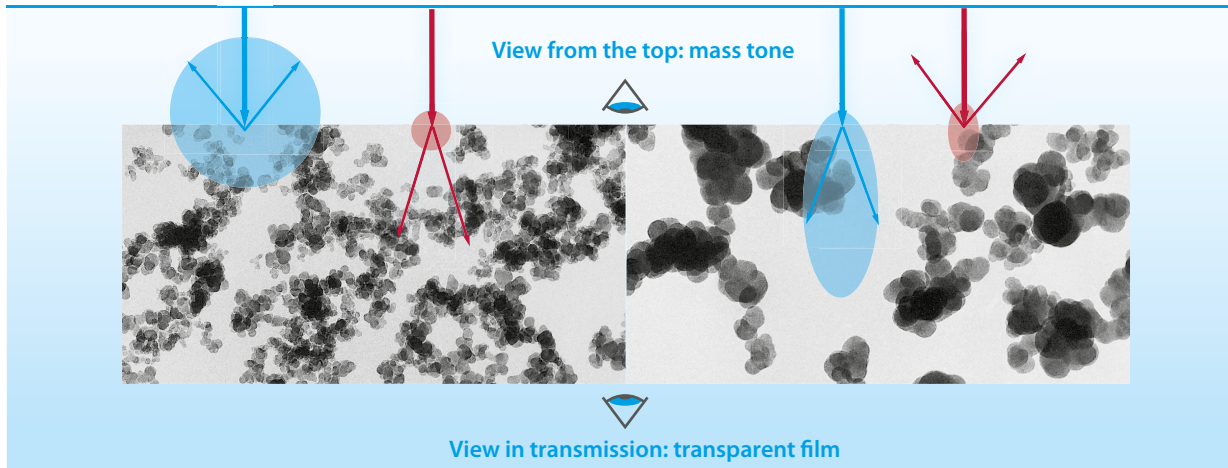 View from the top: mass tone
View in transmission: transparent film